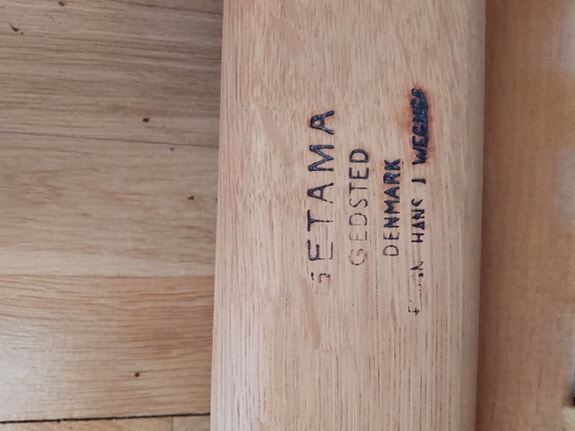 GETAMA
GEDSTED
DENMARK
HANS J WEGNER